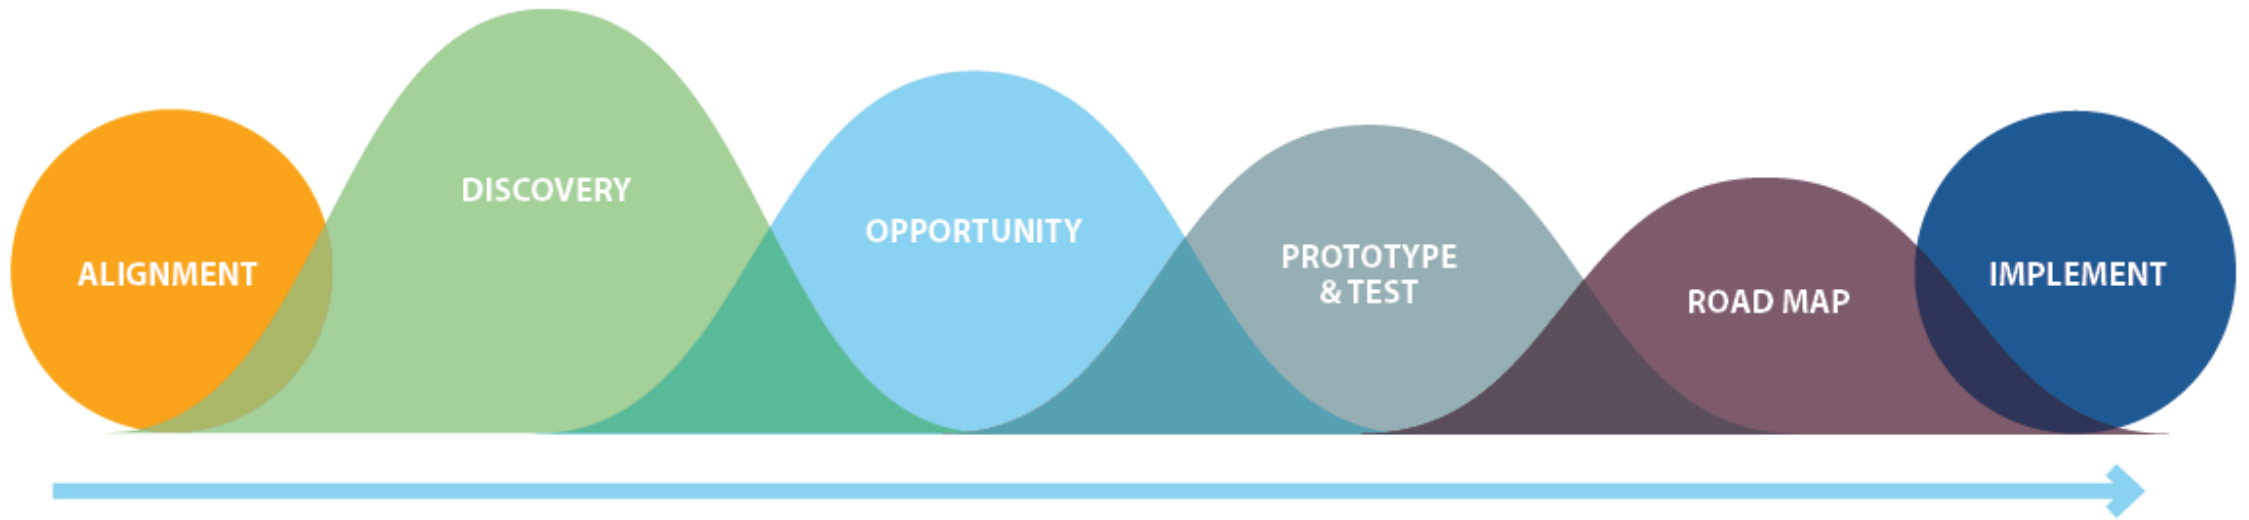 ALIGNMENT
DISCOVERY
OPPORTUNITY
PROTOTYPE
& TEST
ROAD MAP
IMPLEMENT